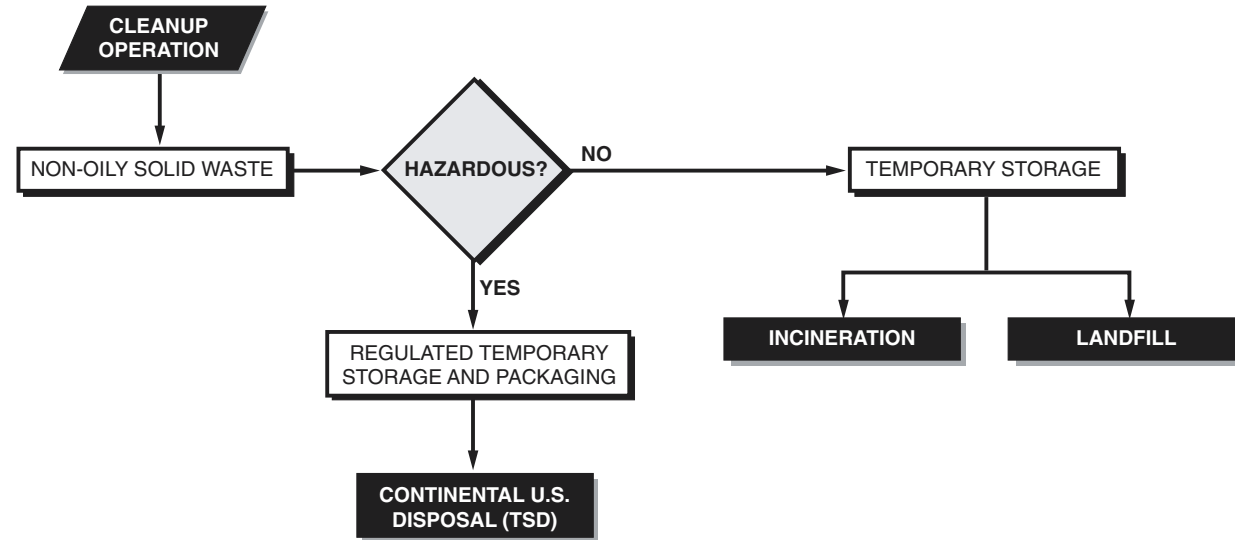 CLEANUP
OPERATION
NON-OILY SOLID WASTE
HAZARDOUS?
NO
TEMPORARY STORAGE
YES
INCINERATION
LANDFILL
REGULATED TEMPORARY
STORAGE AND PACKAGING
CONTINENTAL U.S.
DISPOSAL (TSD)